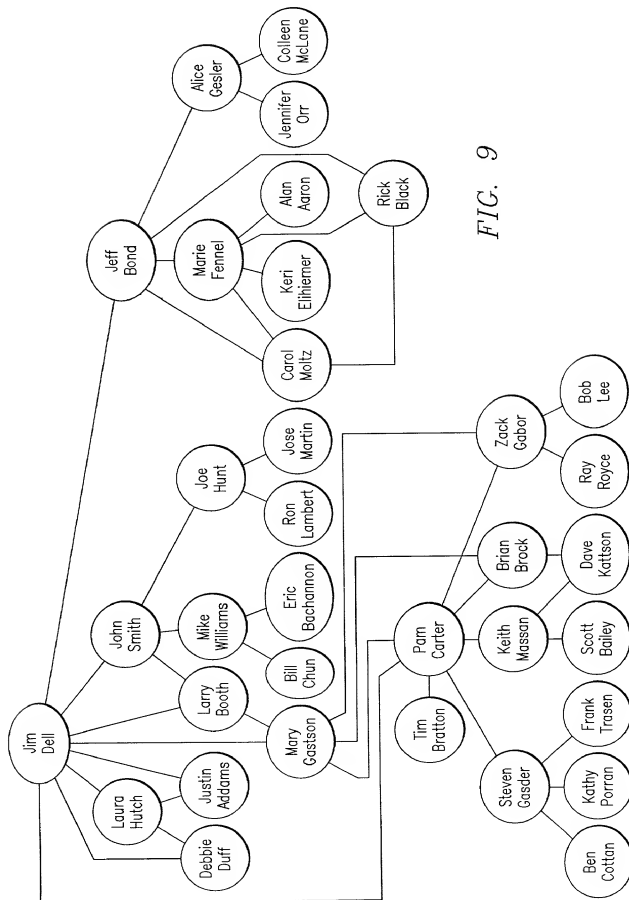 Jim
Dell
Jeff
Bond
John
Smith
Alice
Gesler
Laura
Hutch
Larry
Booth
Mike
Williams
Joe
Hunt
Marie
Fennel
Debbie
Duff
Justin
Addams
Mary
Gastson
Bill
Chun
Eric
Bachannon
Ron
Lambert
Jose
Martin
Carol
Moltz
Keri
Elihiemer
Alan
Aaron
Jennifer
Orr
Colleen
McLane
Rick
Black
Pam
Carter
Tim
Bratton
Steven
Gasder
Keith
Massan
Brian
Brock
Zack
Gabor
Ben
Cottan
Kathy
Porran
Frank
Trasen
Scott
Bailey
Dave
Kattson
Ray
Royce
Bob
Lee
FIG. 9